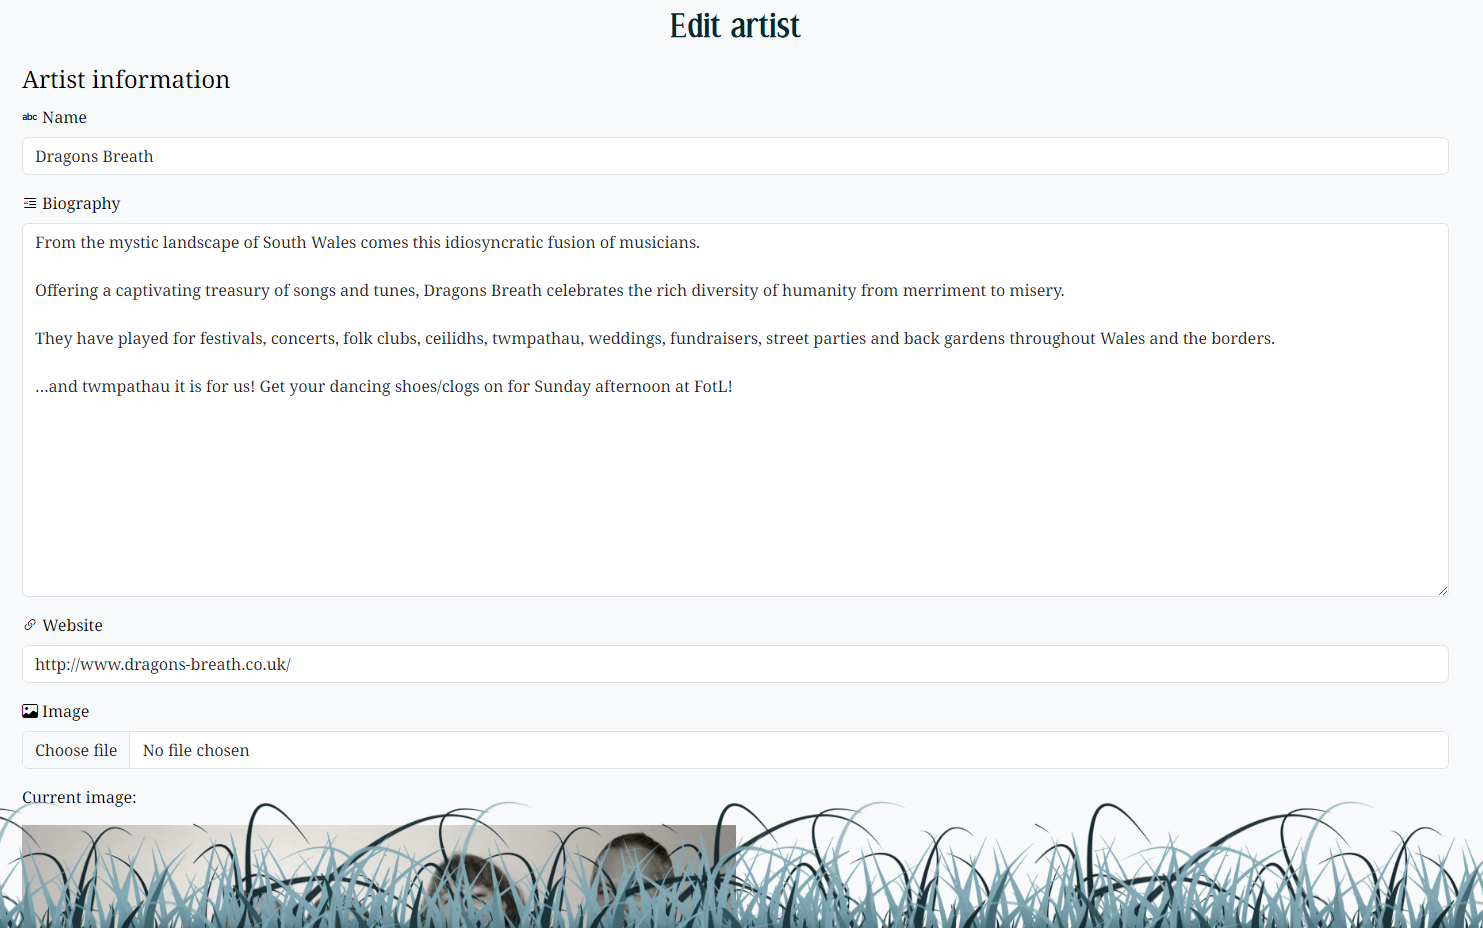 Edit artist
Artist information
abc Name
Dragons Breath
Biography
From the mystic landscape of South Wales comes this idiosyncratic fusion of musicians.
Offering a captivating treasury of songs and tunes, Dragons Breath celebrates the rich diversity of humanity from merriment to misery.
They have played for festivals, concerts, folk clubs, ceilidhs, twmpathau, weddings, fundraisers, street parties and back gardens throughout Wales and the borders.
...and twmpathau it is for us! Get your dancing shoes/clogs on for Sunday afternoon at FotL!
Website
http://www.dragons-breath.co.uk/
Image
Choose file No file chosen
Current image: